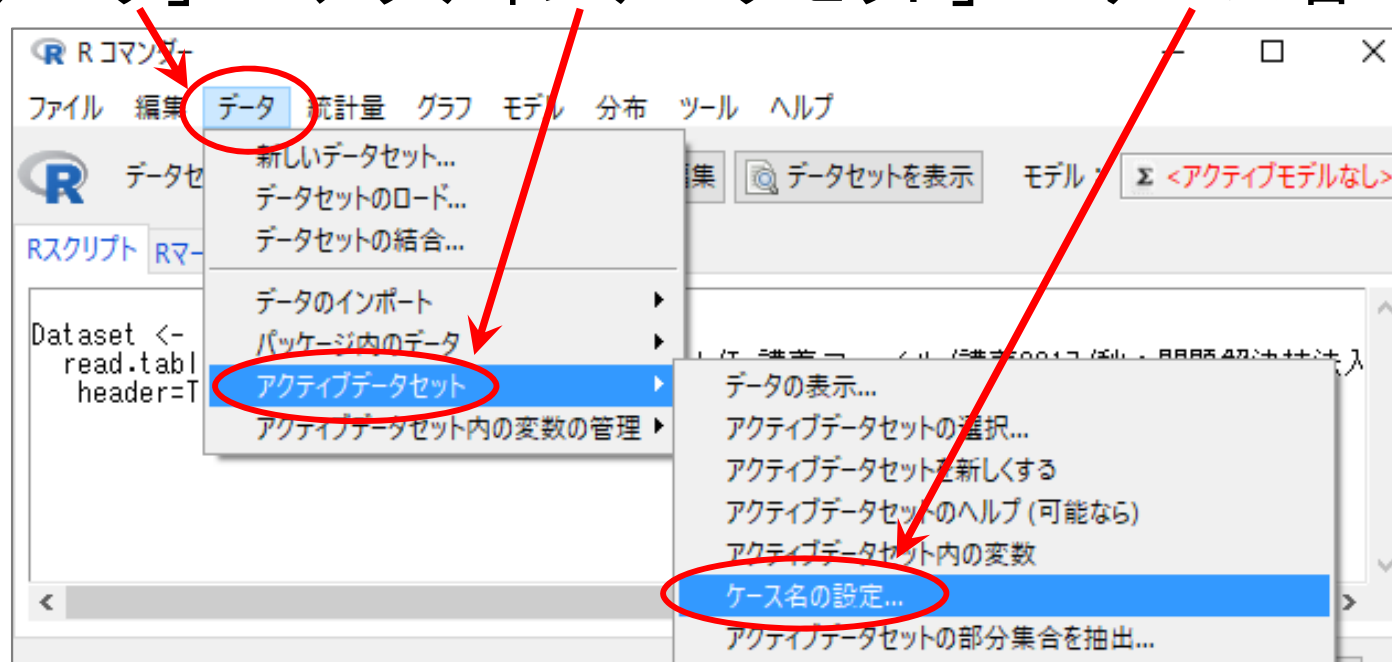 R コマンダー
ファイル 編集 データ 統計量 グラフ モデル 分布 ツール ヘルプ
新しいデータセット...
データセットのロード...
データセットの結合...
データのインポート
パッケージ内のデータ
アクティブデータセット
アクティブデータセット内の変数の管理
データセ
集 データセットを表示 モデル: Σ <アクティブモデルなし>
Rスクリプト Rマー
Dataset <-
read.tabl
header=T
データの表示...
アクティブデータセットの選択...
アクティブデータセットを新しくする
アクティブデータセットのヘルプ (可能なら)
アクティブデータセット内の変数
ケース名の設定...
アクティブデータセットの部分集合を抽出...